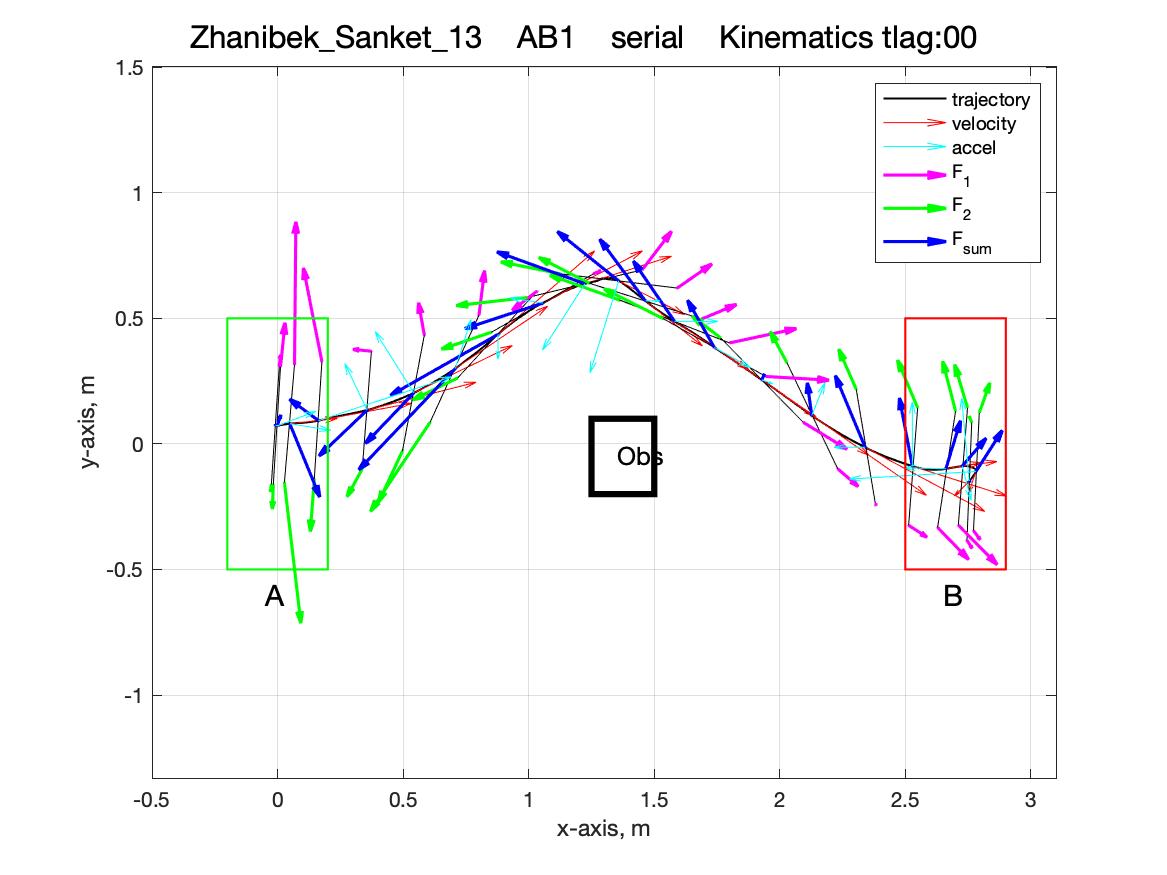 Zhanibek_Sanket_13 AB1 serial Kinematics tlag:00
1.5
1
0.5
0
-0.5
-1
y-axis, m
trajectory
velocity
accel
F1
F2
Fsum
Obs
A
B
-0.5 0 0.5 1 1.5 2 2.5 3
x-axis, m